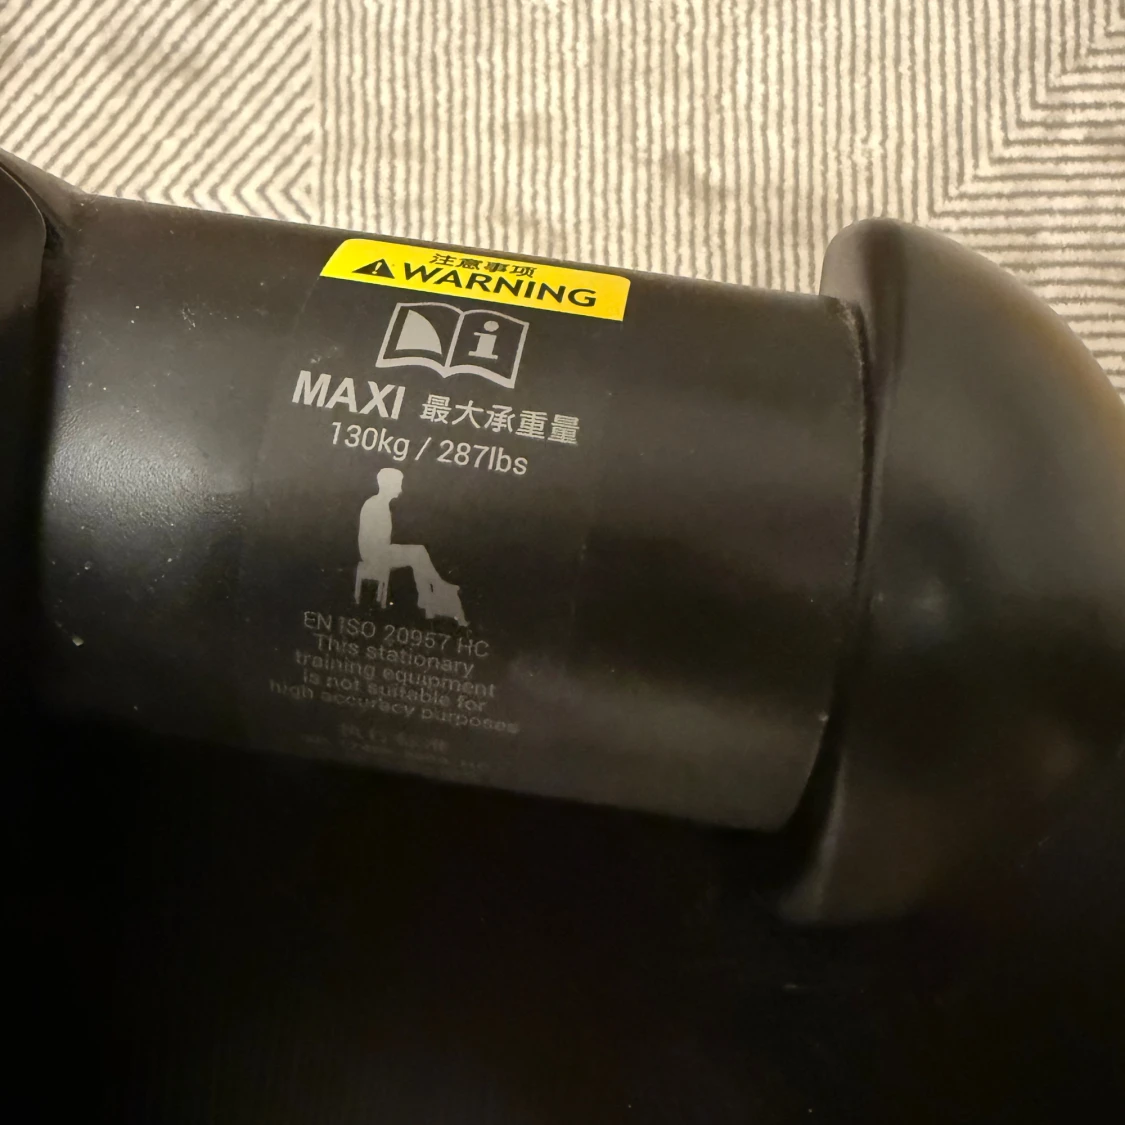 注意事项
WARNING
MAXI 最大承重量
130kg / 287lbs
EN ISO 20957 HC
This stationary
training equipment
is not suitable for
high accuracy purposes